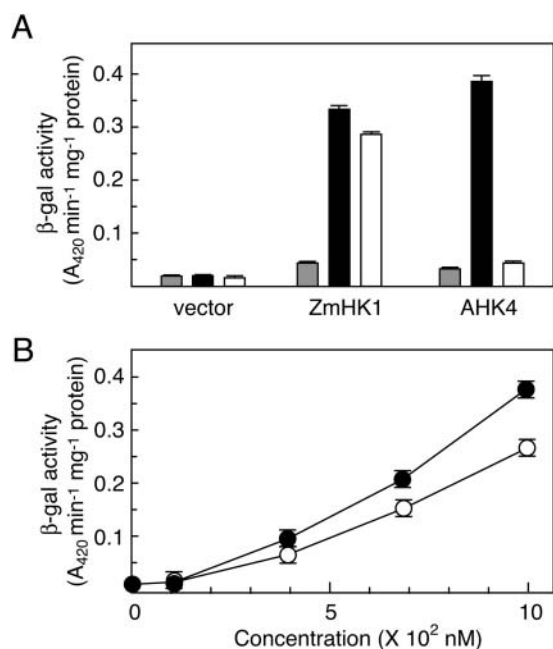 A
β-gal activity
(A₄₂₀ min⁻¹ mg⁻¹ protein)
0.4
0.3
0.2
0.1
vector ZmHK1 AHK4
B
β-gal activity
(A₄₂₀ min⁻¹ mg⁻¹ protein)
0.4
0.3
0.2
0.1
0 5 10
Concentration (X 10² nM)